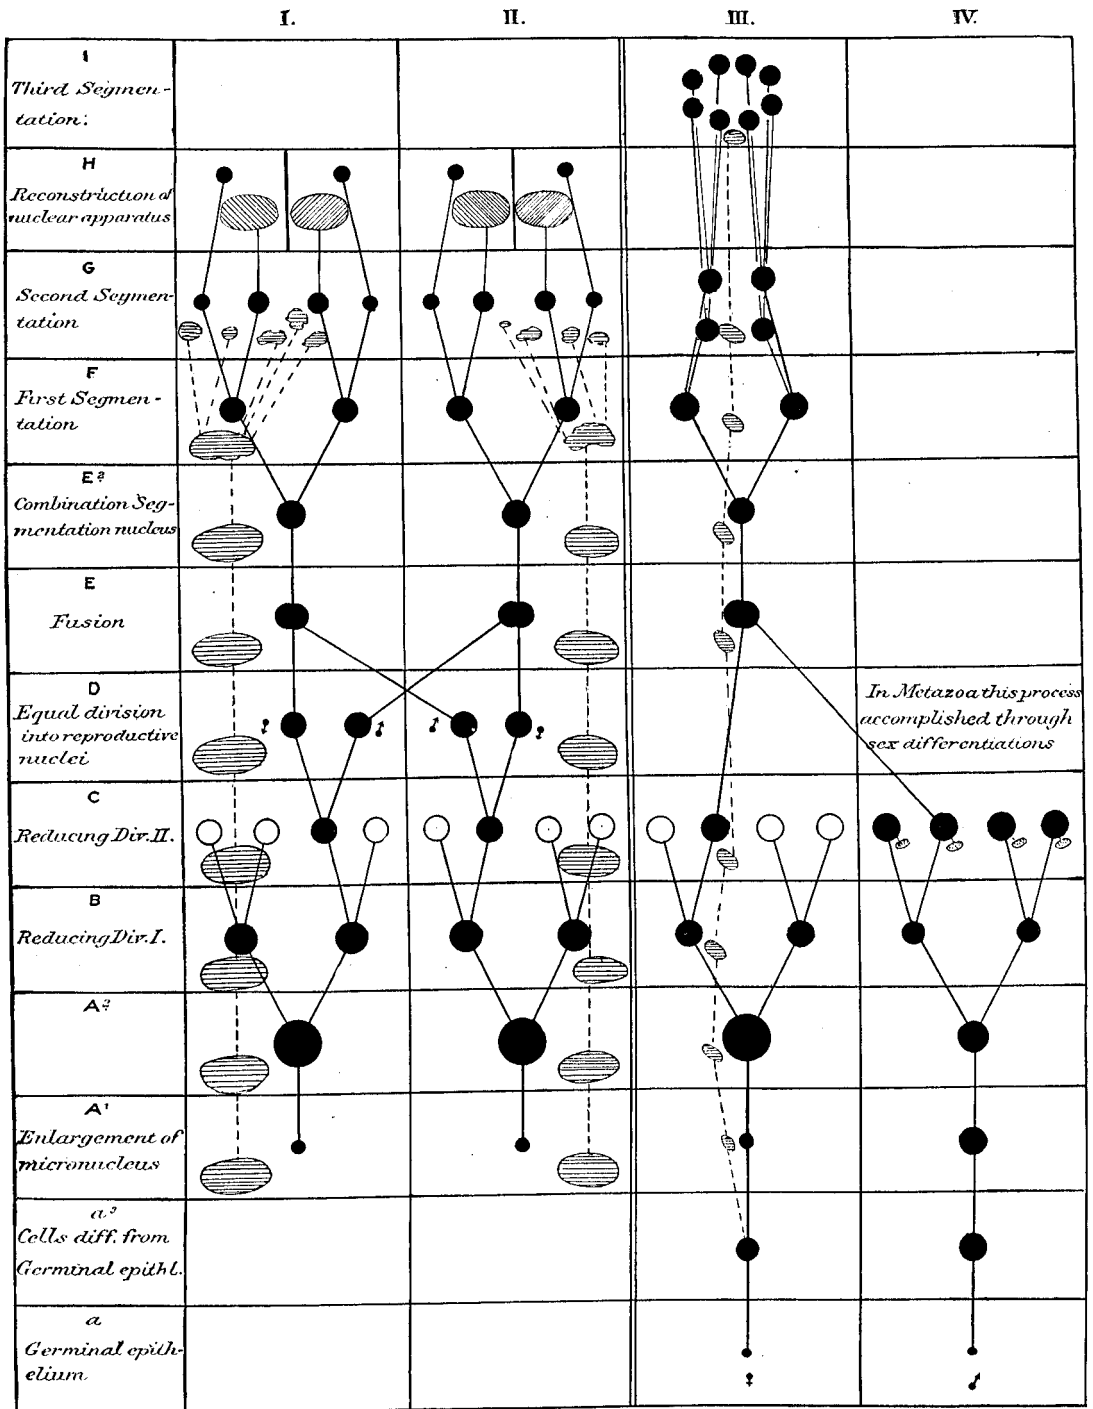 I. II. III. IV.
I
Third Segmen-
tation.
H
Reconstruction of
nuclear apparatus
G
Second Segmen-
tation
F
First Segmen-
tation
E²
Combination Seg-
mentation nucleus
E
Fusion
D
Equal division
into reproductive
nuclei
♀ ♂ ♂ ♀
In Metazoa this process
accomplished through
sex differentiations
C
Reducing Div. II.
B
Reducing Div. I.
A²
A¹
Enlargement of
micronucleus
a²
Cells diff. from
Germinal epithl.
a
Germinal epith-
elium
♀ ♂